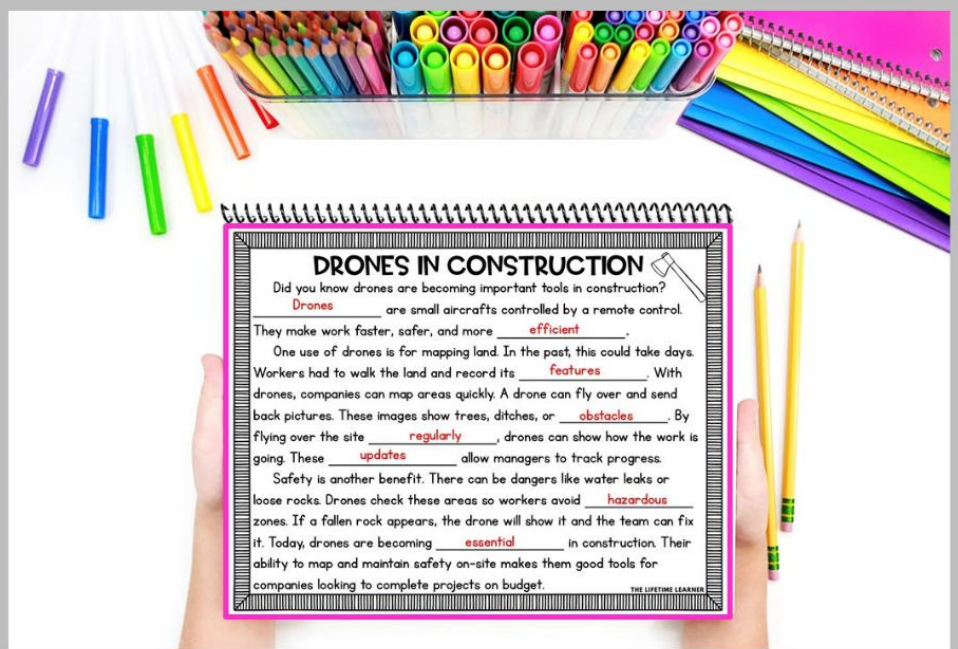 DRONES IN CONSTRUCTION
Did you know drones are becoming important tools in construction?
Drones are small aircrafts controlled by a remote control.
They make work faster, safer, and more efficient.
One use of drones is for mapping land. In the past, this could take days.
Workers had to walk the land and record its features. With
drones, companies can map areas quickly. A drone can fly over and send
back pictures. These images show trees, ditches, or obstacles. By
flying over the site regularly, drones can show how the work is
going. These updates allow managers to track progress.
Safety is another benefit. There can be dangers like water leaks or
loose rocks. Drones check these areas so workers avoid hazardous
zones. If a fallen rock appears, the drone will show it and the team can fix
it. Today, drones are becoming essential in construction. Their
ability to map and maintain safety on-site makes them good tools for
companies looking to complete projects on budget.
THE LIFETIME LEARNER